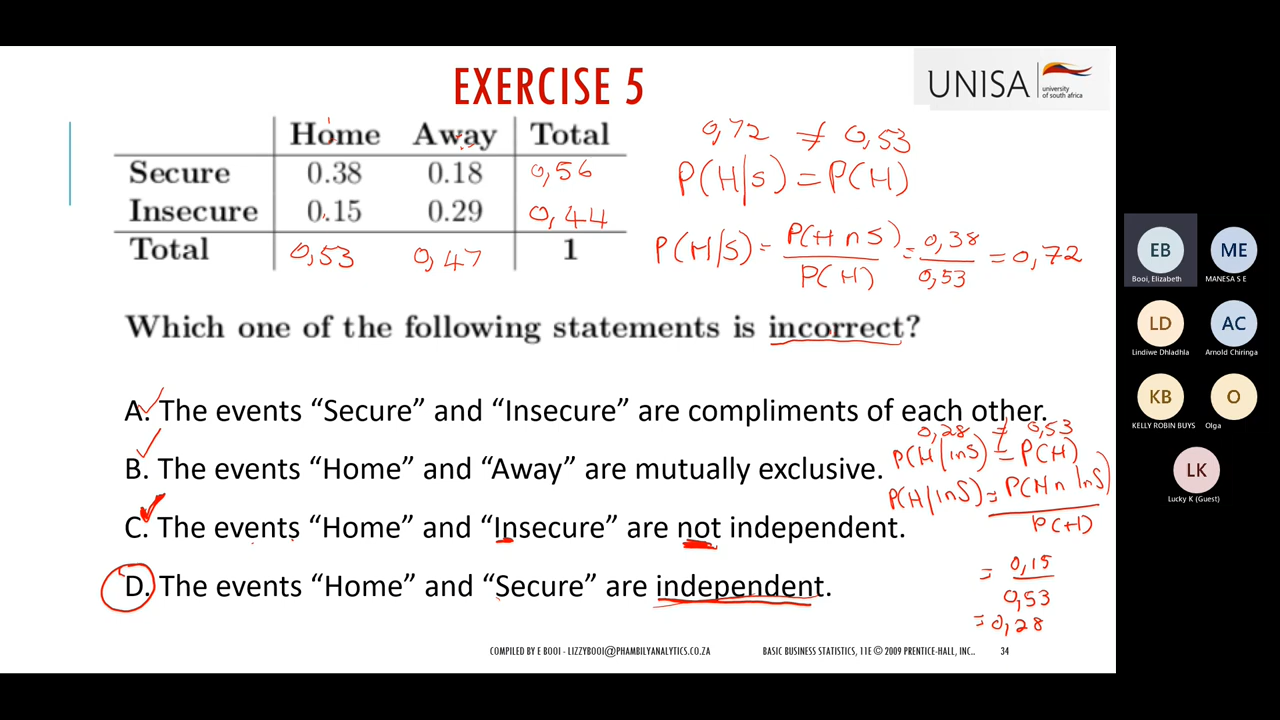 EXERCISE 5
UNISA
university
of south africa
Home Away Total
Secure 0.38 0.18 0,56
Insecure 0.15 0.29 0,44
Total 0,53 0,47 1
0,72 ≠ 0,53
P(H|S) = P(H)
P(H|S) = P(H n S) / P(H) = 0,38 / 0,53 = 0,72
Which one of the following statements is incorrect?
A. The events “Secure” and “Insecure” are compliments of each other.
B. The events “Home” and “Away” are mutually exclusive.
C. The events “Home” and “Insecure” are not independent.
D. The events “Home” and “Secure” are independent.
0,28 ≠ 0,53
P(H|InS) = P(H)
P(H|InS) = P(H n InS) / P(H)
= 0,15 / 0,53
= 0,28
COMPILED BY E BOOI - LIZZYBOOI@PHAMBILYANALYTICS.CO.ZA
BASIC BUSINESS STATISTICS, 11E © 2009 PRENTICE-HALL, INC..
34
EB
Booi, Elizabeth
ME
MANESA S E
LD
Lindiwe Dhladhla
AC
Arnold Chiringa
KB
KELLY ROBIN BUYS
O
Olga
LK
Lucky K (Guest)